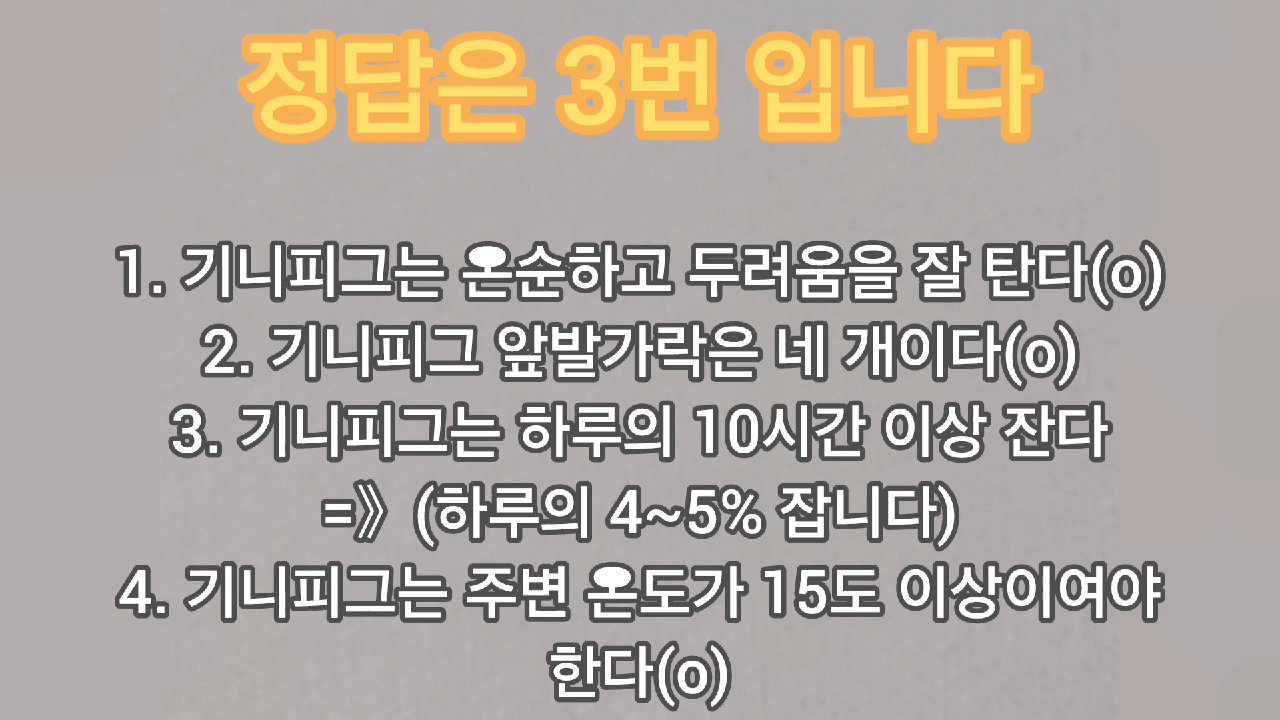 정답은 3번 입니다
1. 기니피그는 온순하고 두려움을 잘 탄다(o)
2. 기니피그 앞발가락은 네 개이다(o)
3. 기니피그는 하루의 10시간 이상 잔다
=》(하루의 4~5% 잡니다)
4. 기니피그는 주변 온도가 15도 이상이여야
한다(o)